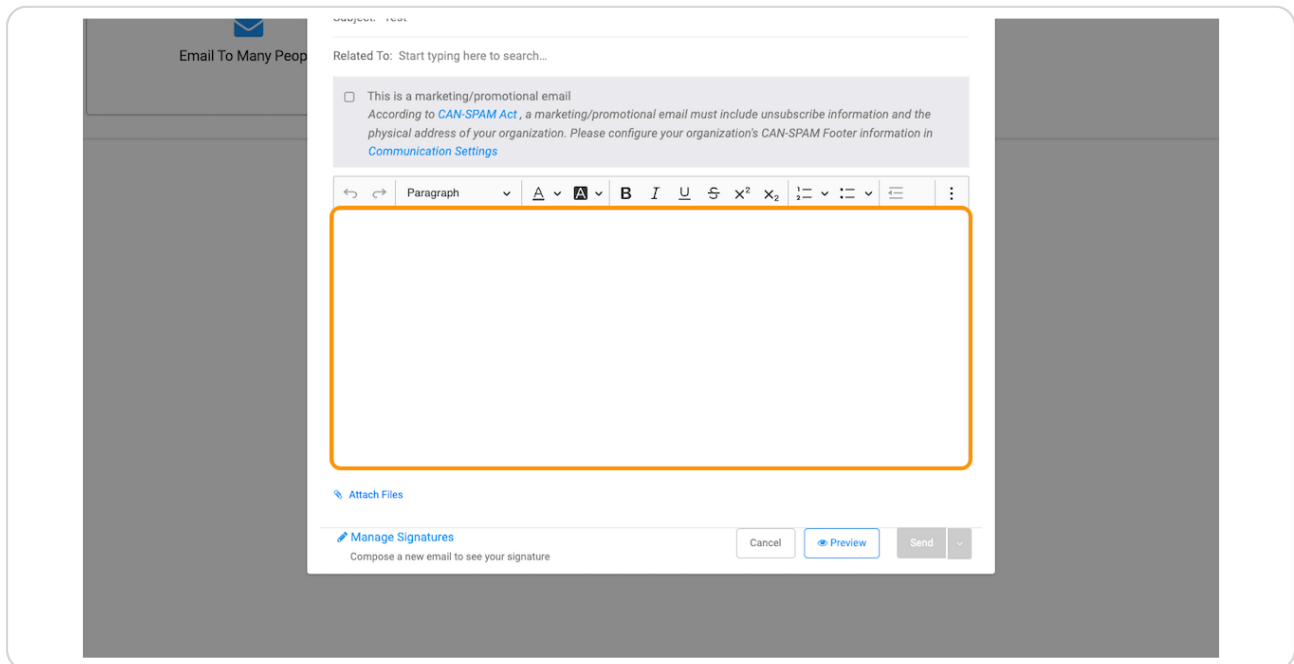 Subject: Test
Email To Many Peop
Related To: Start typing here to search...
This is a marketing/promotional email
According to CAN-SPAM Act , a marketing/promotional email must include unsubscribe information and the
physical address of your organization. Please configure your organization's CAN-SPAM Footer information in
Communication Settings
Paragraph A A B I U S X² X₂
Attach Files
Manage Signatures
Compose a new email to see your signature
Cancel Preview Send